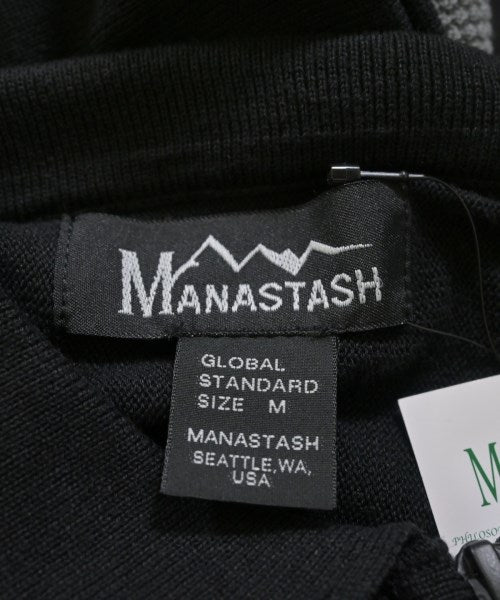 MANASTASH
GLOBAL
STANDARD
SIZE M
MANASTASH
SEATTLE,WA,
USA
M